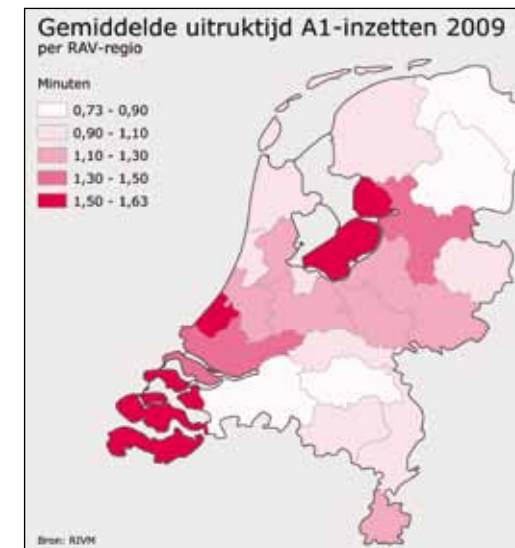 Gemiddelde uitruktijd A1-inzetten 2009
per RAV-regio
Minuten
0,73 - 0,90
0,90 - 1,10
1,10 - 1,30
1,30 - 1,50
1,50 - 1,63
Bron: RIVM